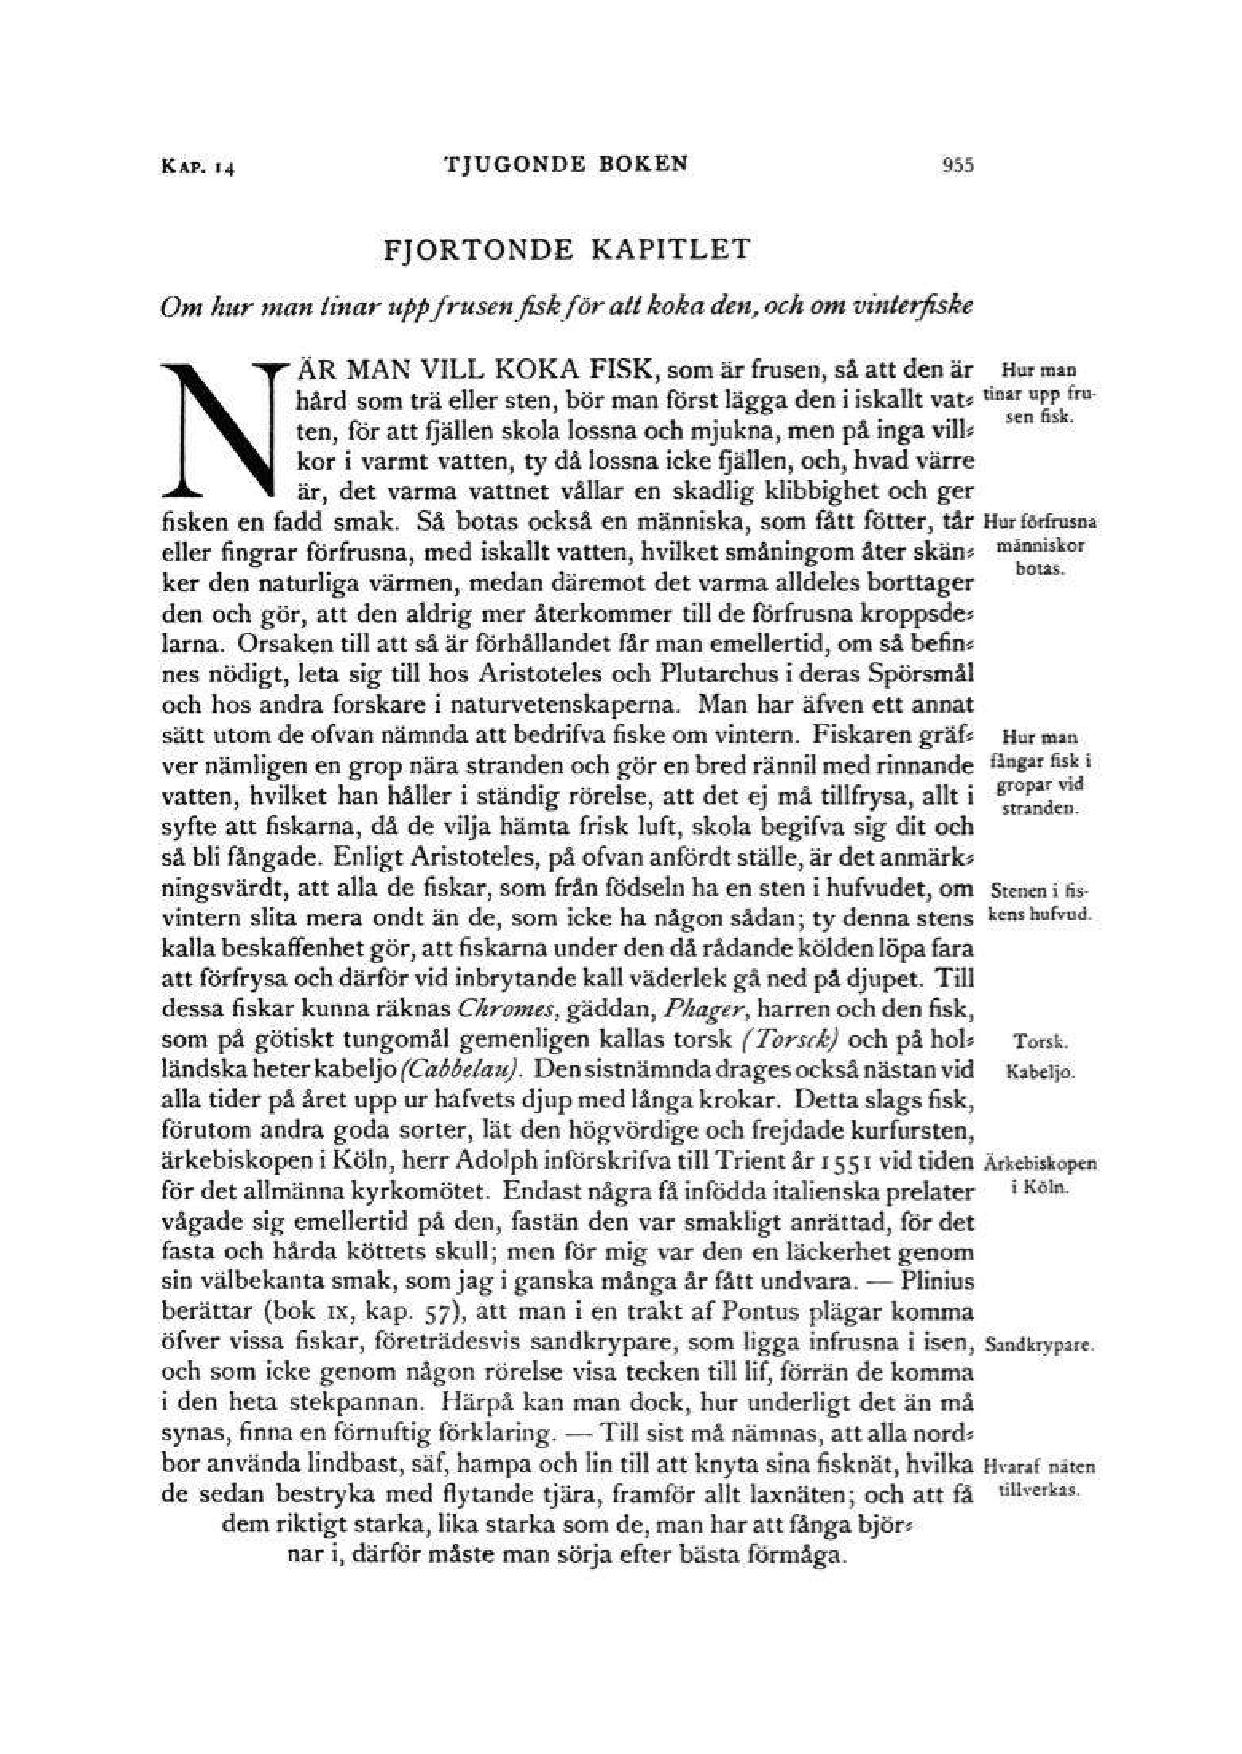 KAP. 14 TJUGONDE BOKEN 955
FJORTONDE KAPITLET
Om hur man tinar upp frusen fisk för att koka den, och om vinterfiske
NÄR MAN VILL KOKA FISK, som är frusen, så att den är
hård som trä eller sten, bör man först lägga den i iskallt vat-
ten, för att fjällen skola lossna och mjukna, men på inga vill-
kor i varmt vatten, ty då lossna icke fjällen, och, hvad värre
är, det varma vattnet vållar en skadlig klibbighet och ger
fisken en fadd smak. Så botas också en människa, som fått fötter, tår
eller fingrar förfrusna, med iskallt vatten, hvilket småningom åter skän-
ker den naturliga värmen, medan däremot det varma alldeles borttager
den och gör, att den aldrig mer återkommer till de förfrusna kroppsde-
larna. Orsaken till att så är förhållandet får man emellertid, om så befin-
nes nödigt, leta sig till hos Aristoteles och Plutarchus i deras Spörsmål
och hos andra forskare i naturvetenskaperna. Man har äfven ett annat
sätt utom de ofvan nämnda att bedrifva fiske om vintern. Fiskaren gräf-
ver nämligen en grop nära stranden och gör en bred rännil med rinnande
vatten, hvilket han håller i ständig rörelse, att det ej må tillfrysa, allt i
syfte att fiskarna, då de vilja hämta frisk luft, skola begifva sig dit och
så bli fångade. Enligt Aristoteles, på ofvan anfördt ställe, är det anmärk-
ningsvärdt, att alla de fiskar, som från födseln ha en sten i hufvudet, om
vintern slita mera ondt än de, som icke ha någon sådan; ty denna stens
kalla beskaffenhet gör, att fiskarna under den då rådande kölden löpa fara
att förfrysa och därför vid inbrytande kall väderlek gå ned på djupet. Till
dessa fiskar kunna räknas Chromes, gäddan, Phager, harren och den fisk,
som på götiskt tungomål gemenligen kallas torsk (Torsck) och på hol-
ländska heter kabeljo (Cabbelau). Den sistnämnda drages också nästan vid
alla tider på året upp ur hafvets djup med långa krokar. Detta slags fisk,
förutom andra goda sorter, lät den högvördige och frejdade kurfursten,
ärkebiskopen i Köln, herr Adolph införskrifva till Trient år 1551 vid tiden
för det allmänna kyrkomötet. Endast några få infödda italienska prelater
vågade sig emellertid på den, fastän den var smakligt anrättad, för det
fasta och hårda köttets skull; men för mig var den en läckerhet genom
sin välbekanta smak, som jag i ganska många år fått undvara. — Plinius
berättar (bok IX, kap. 57), att man i en trakt af Pontus plägar komma
öfver vissa fiskar, företrädesvis sandkrypare, som ligga infrusna i isen,
och som icke genom någon rörelse visa tecken till lif, förrän de komma
i den heta stekpannan. Härpå kan man dock, hur underligt det än må
synas, finna en förnuftig förklaring. — Till sist må nämnas, att alla nord-
bor använda lindbast, säf, hampa och lin till att knyta sina fisknät, hvilka
de sedan bestryka med flytande tjära, framför allt laxnäten; och att få
dem riktigt starka, lika starka som de, man har att fånga björ-
nar i, därför måste man sörja efter bästa förmåga.
Hur man
tinar upp fru-
sen fisk.
Hur förfrusna
människor
botas.
Hur man
fångar fisk i
gropar vid
stranden.
Stenen i fis-
kens hufvud.
Torsk.
Kabeljo.
Ärkebiskopen
i Köln.
Sandkrypare.
Hvaraf näten
tillverkas.